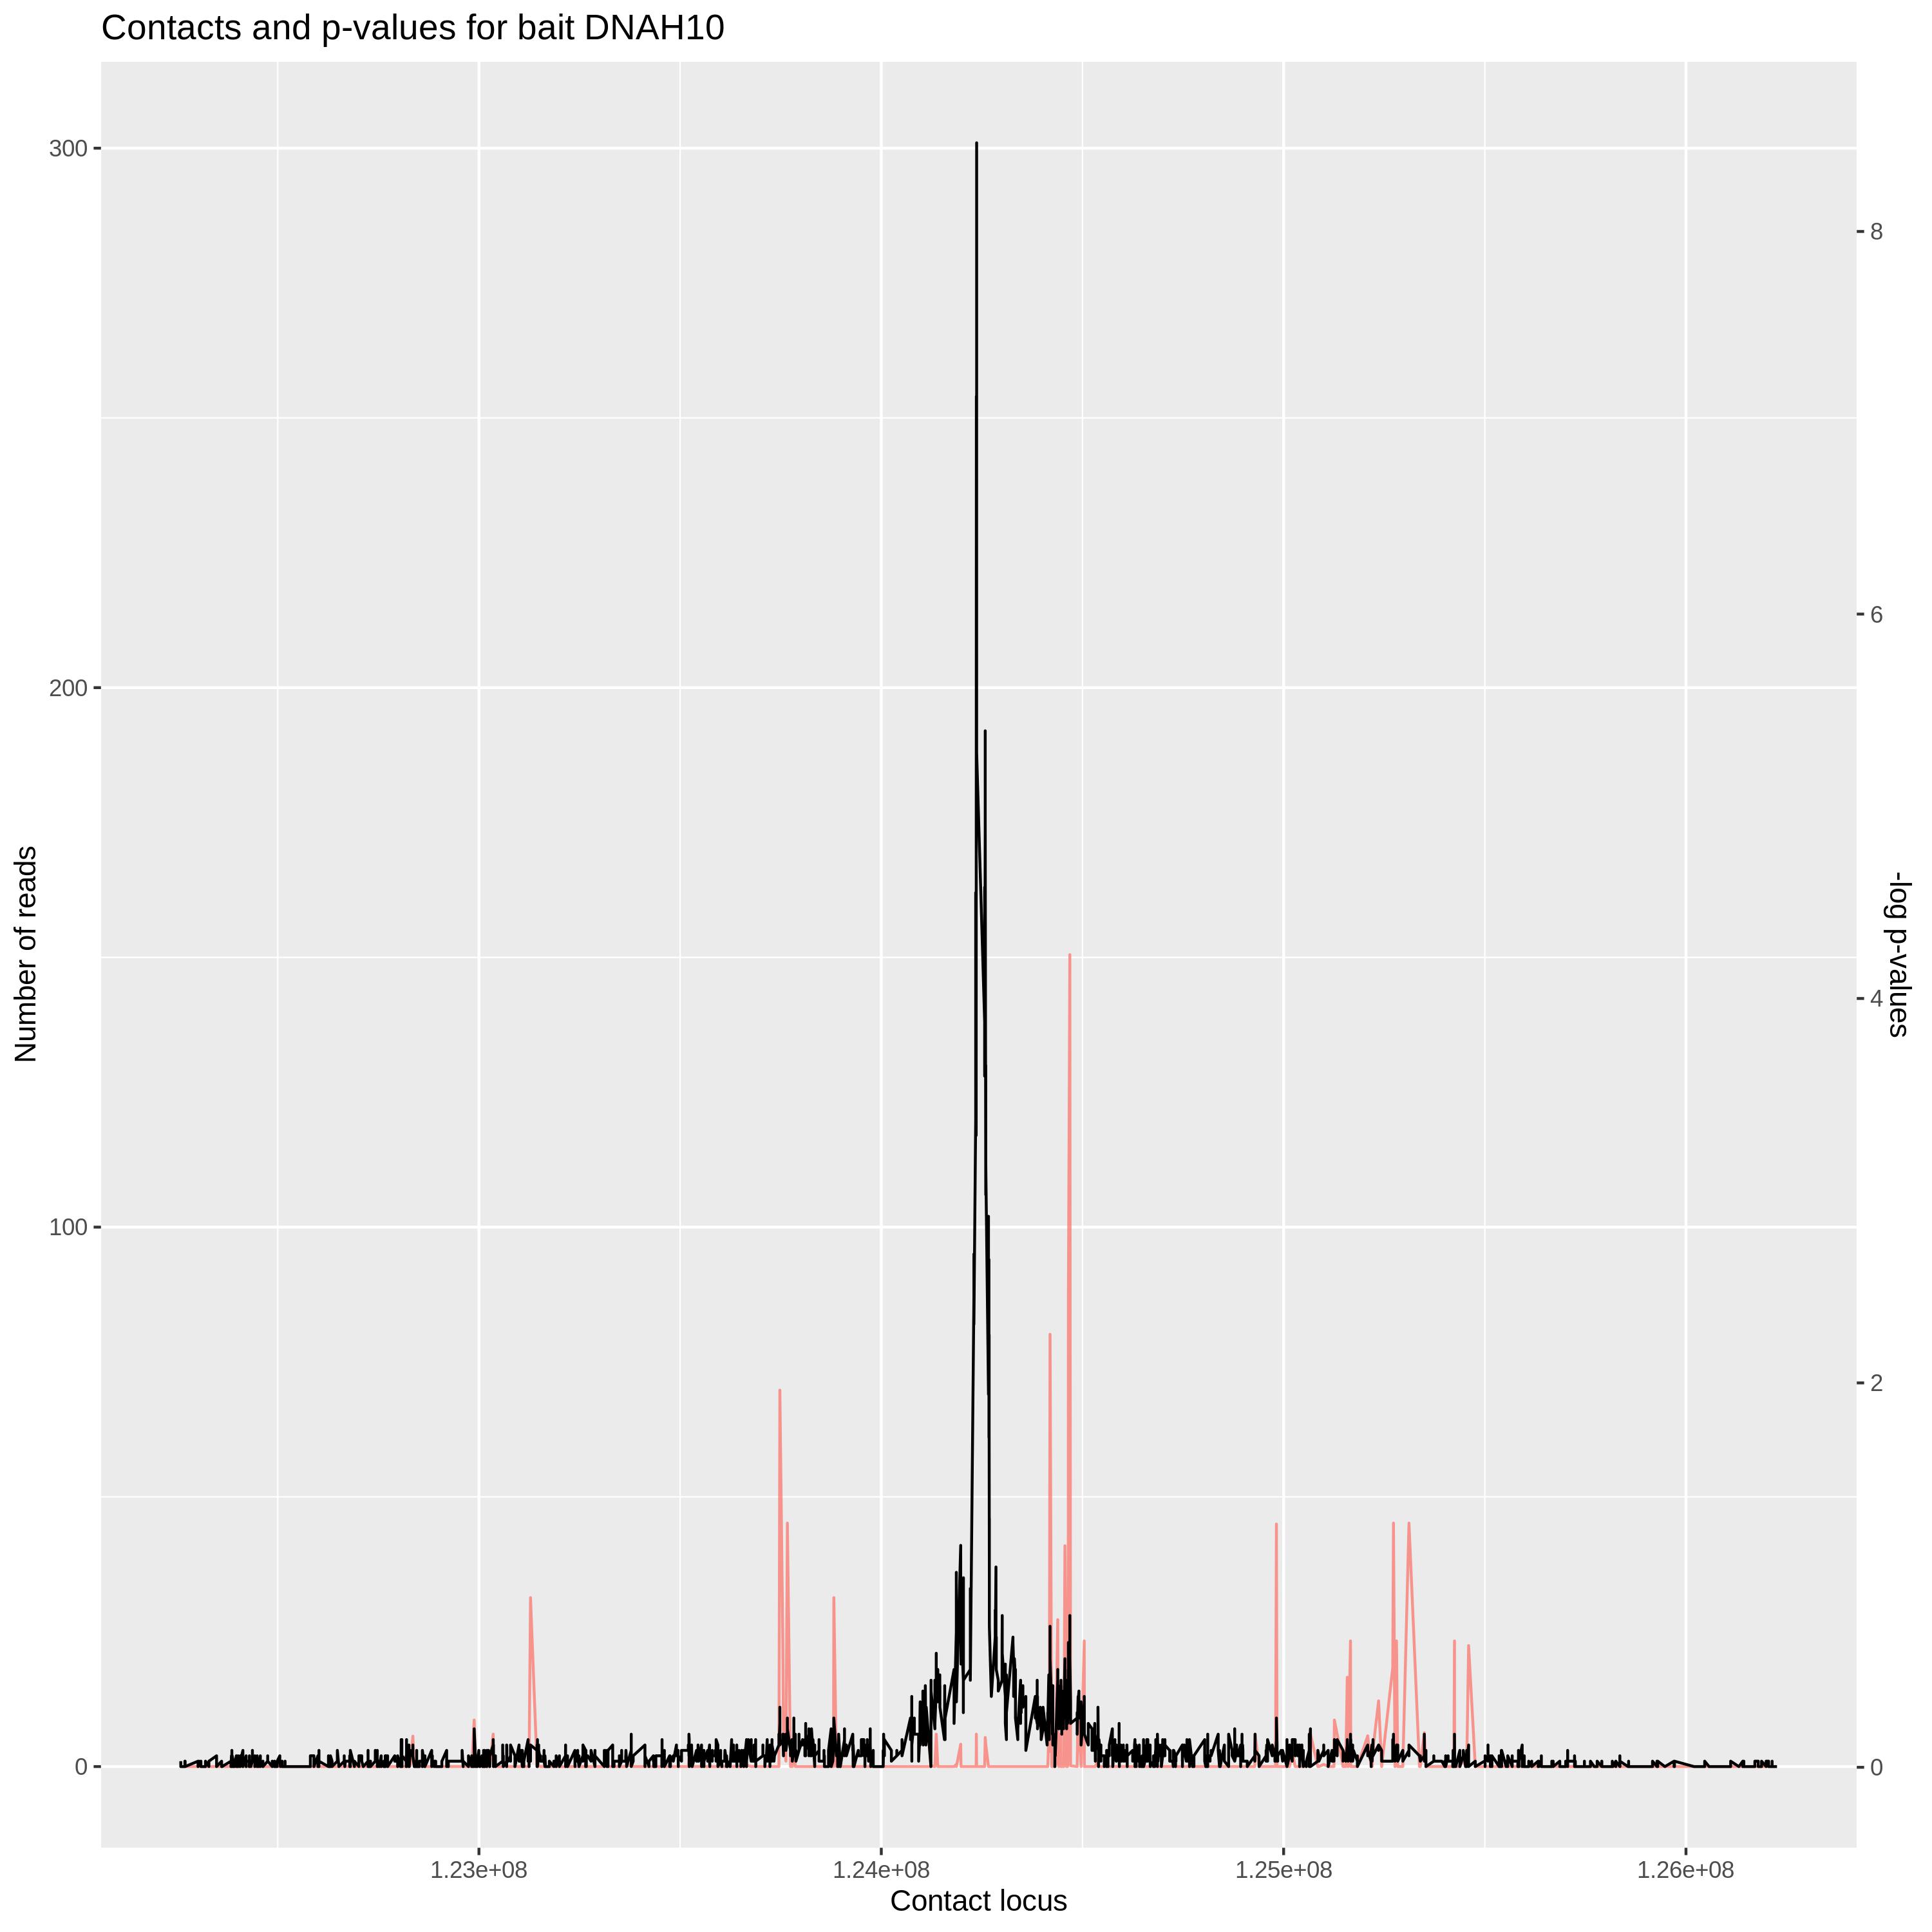 Contacts and p-values for bait DNAH10
Number of reads
300
200
100
0
8
6
4
2
0
-log p-values
1.23e+08
1.24e+08
1.25e+08
1.26e+08
Contact locus